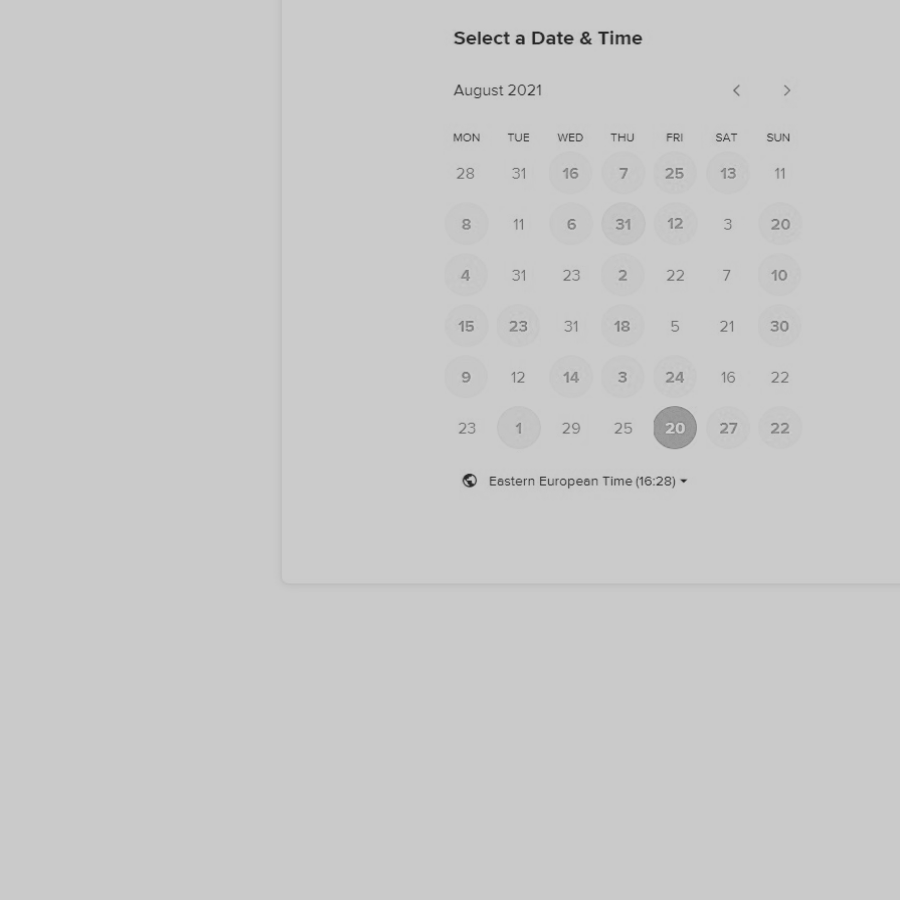 Select a Date & Time
August 2021
MON TUE WED THU FRI SAT SUN
28 31 16 7 25 13 11
8 11 6 31 12 3 20
4 31 23 2 22 7 10
15 23 31 18 5 21 30
9 12 14 3 24 16 22
23 1 29 25 20 27 22
Eastern European Time (16:28)